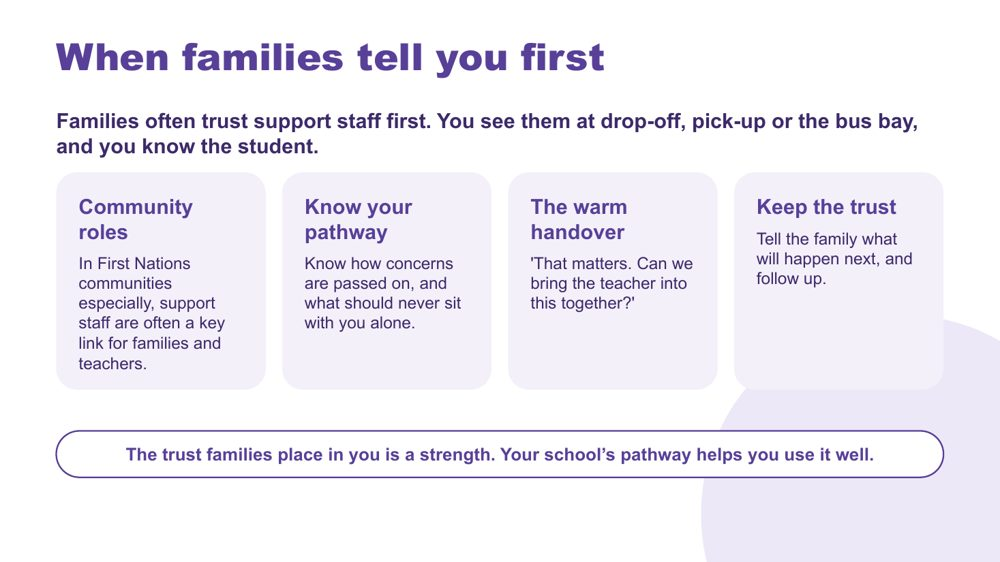 When families tell you first
Families often trust support staff first. You see them at drop-off, pick-up or the bus bay,
and you know the student.
Community
roles
In First Nations
communities
especially, support
staff are often a key
link for families and
teachers.
Know your
pathway
Know how concerns
are passed on, and
what should never sit
with you alone.
The warm
handover
'That matters. Can we
bring the teacher into
this together?'
Keep the trust
Tell the family what
will happen next, and
follow up.
The trust families place in you is a strength. Your school’s pathway helps you use it well.